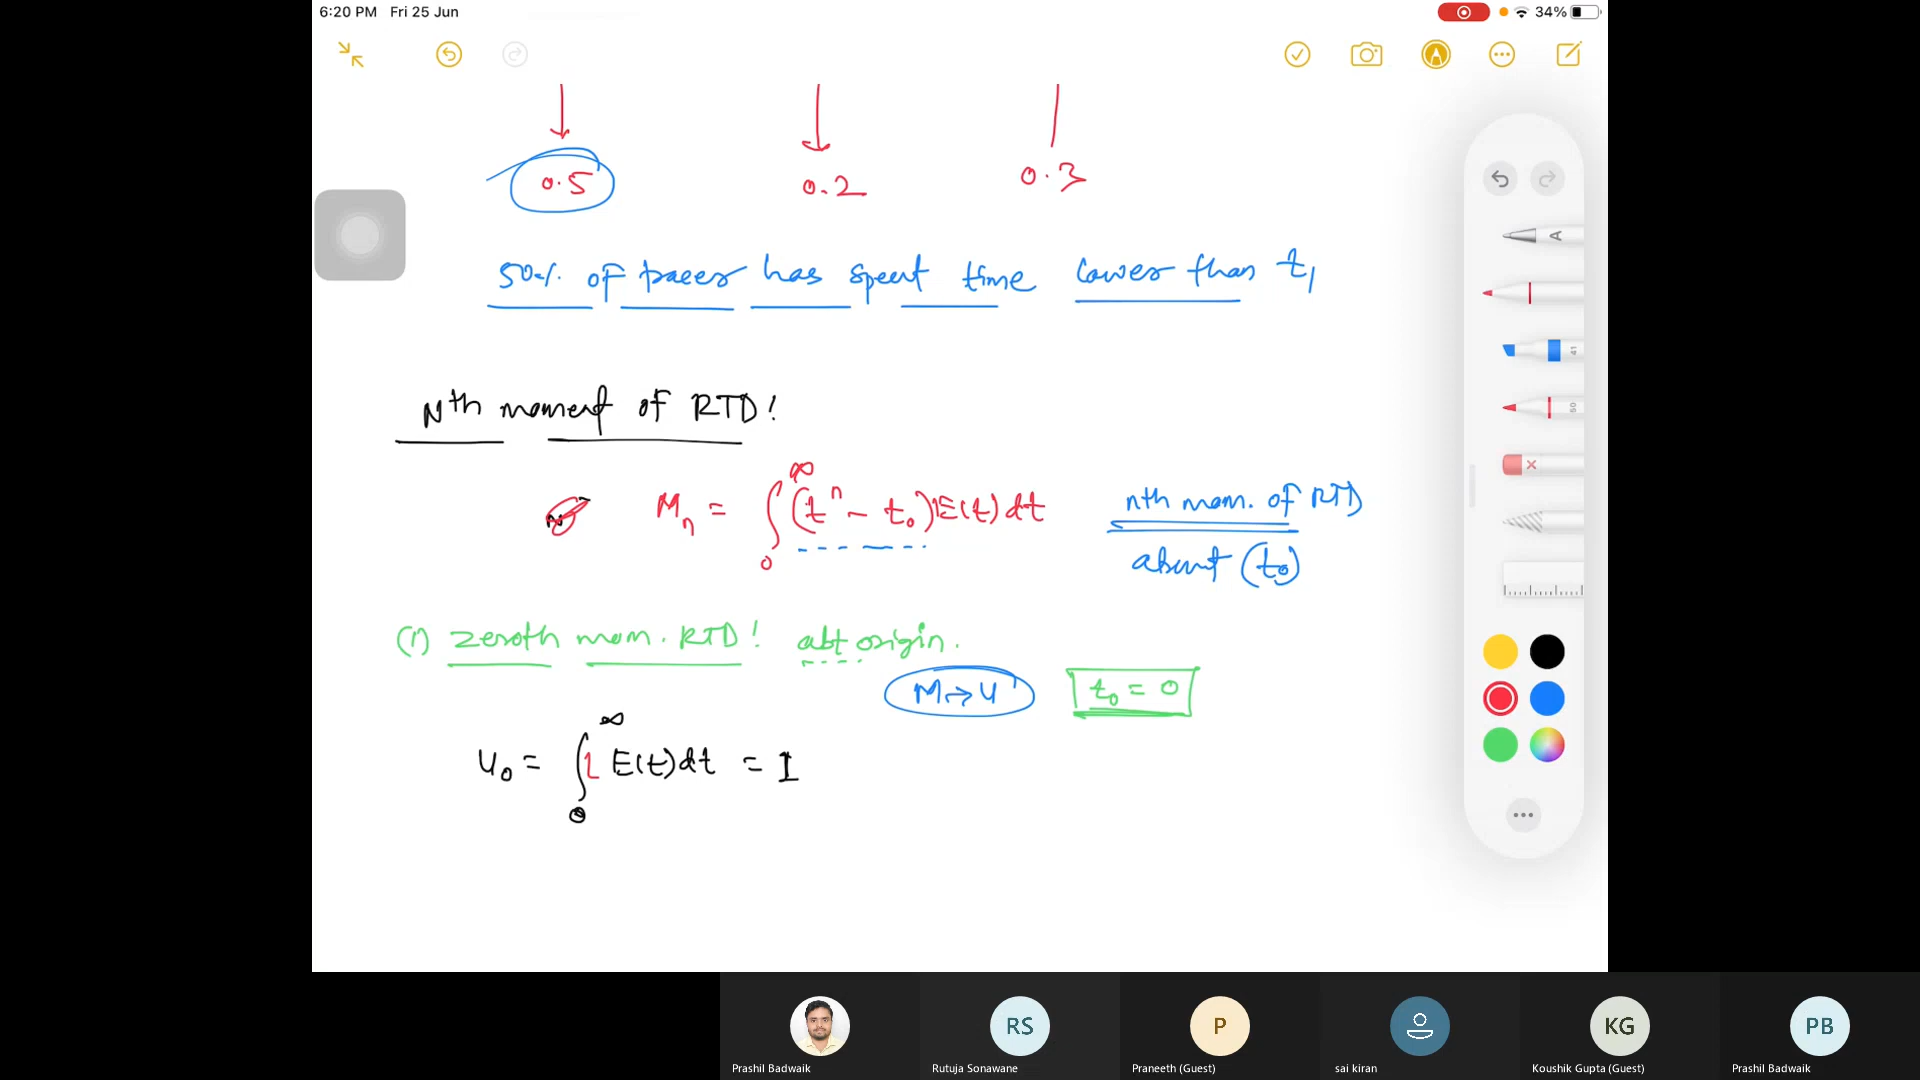 6:20 PM Fri 25 Jun 34%
0.5 0.2 0.3
50% of tracer has spent time lower than t₁
Nth moment of RTD!
Mₙ = ∫₀^∞ (tⁿ - t₀) E(t) dt nth mom. of RTD
about (t₀)
(1) zeroth mom. RTD! abt origin.
M → U t₀ = 0
U₀ = ∫₀^∞ 1 E(t) dt = 1
A
41
50
RS P KG PB
Prashil Badwaik Rutuja Sonawane Praneeth (Guest) sai kiran Koushik Gupta (Guest) Prashil Badwaik